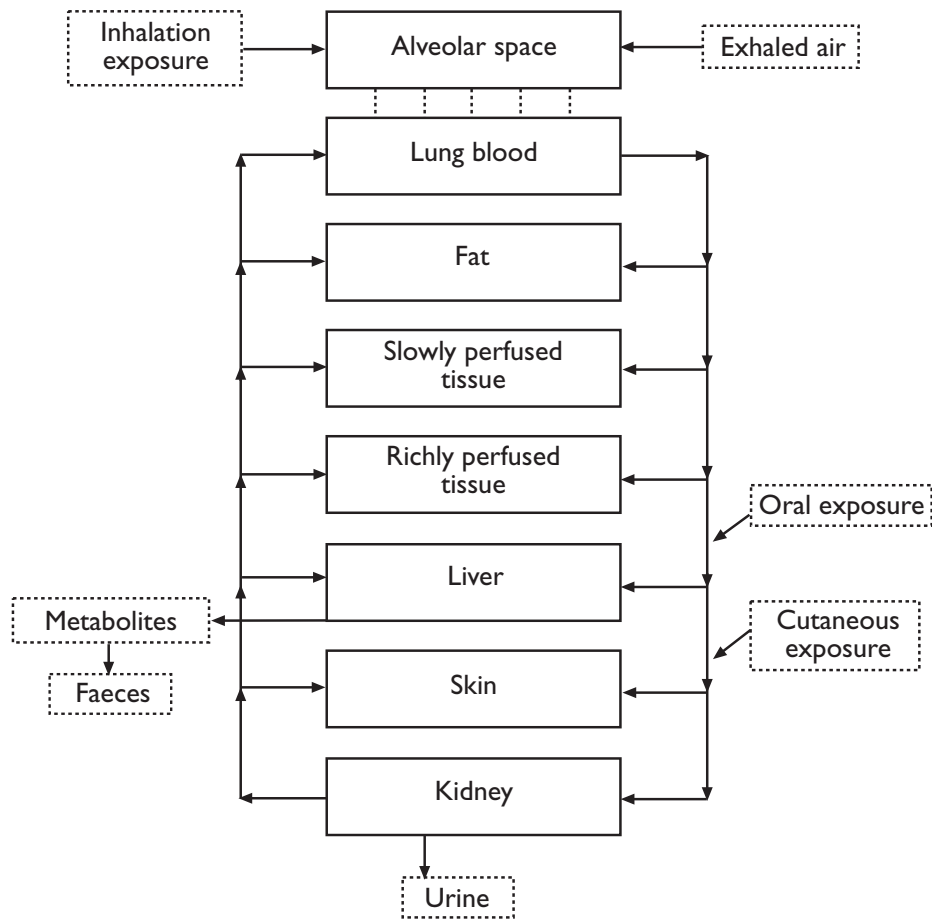 Inhalation
exposure
Alveolar space
Exhaled air
Lung blood
Fat
Slowly perfused
tissue
Richly perfused
tissue
Oral exposure
Liver
Metabolites
Cutaneous
exposure
Faeces
Skin
Kidney
Urine